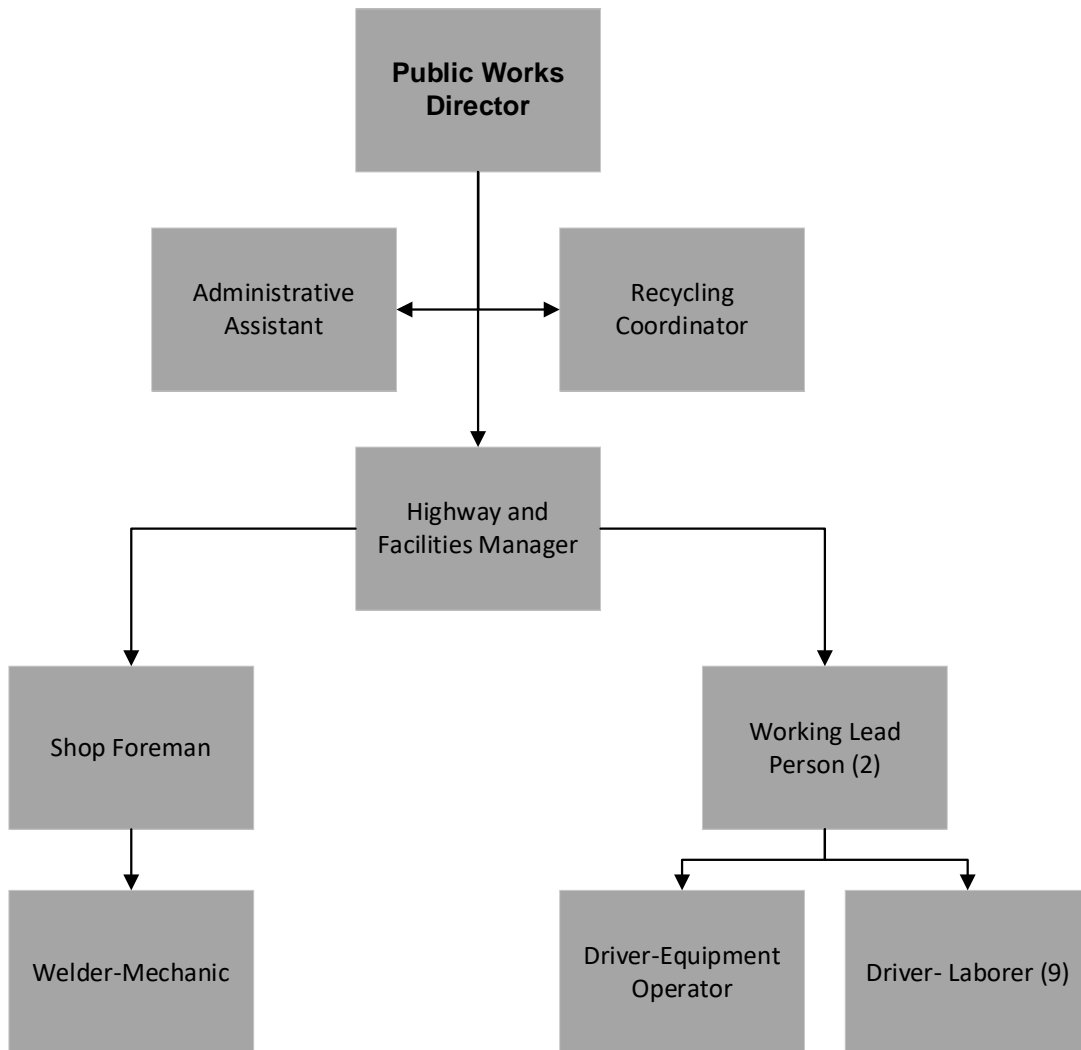 Public Works
Director
Administrative
Assistant
Recycling
Coordinator
Highway and
Facilities Manager
Shop Foreman
Working Lead
Person (2)
Welder-Mechanic
Driver-Equipment
Operator
Driver- Laborer (9)